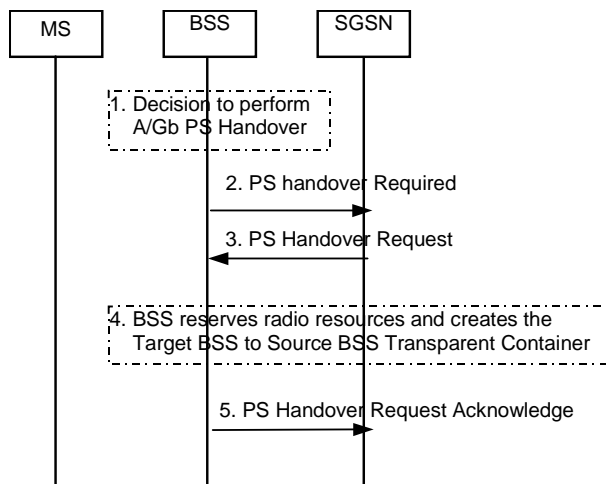 MS
BSS
SGSN
1. Decision to perform
A/Gb PS Handover
2. PS handover Required
3. PS Handover Request
4. BSS reserves radio resources and creates the
Target BSS to Source BSS Transparent Container
5. PS Handover Request Acknowledge